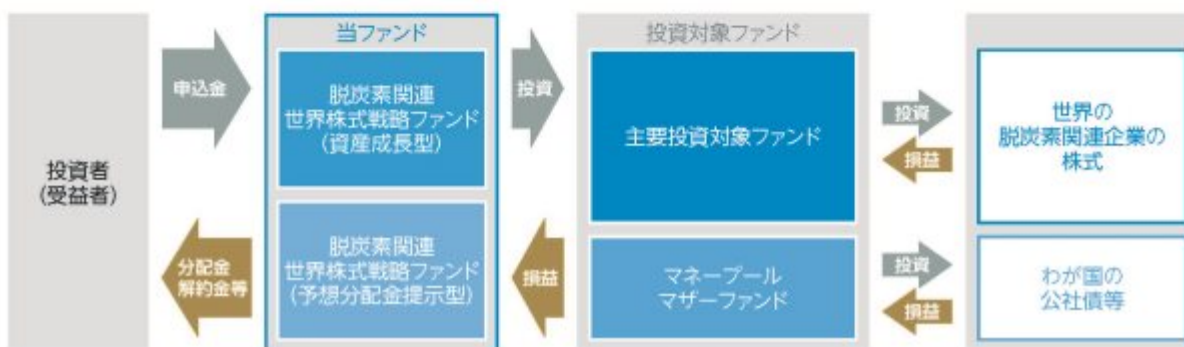 当ファンド
投資対象ファンド
投資者
(受益者)
申込金
分配金
解約金等
脱炭素関連
世界株式戦略ファンド
(資産成長型)
脱炭素関連
世界株式戦略ファンド
(予想分配金提示型)
投資
損益
主要投資対象ファンド
マネープール
マザーファンド
投資
損益
投資
損益
世界の
脱炭素関連企業の
株式
わが国の
公社債等